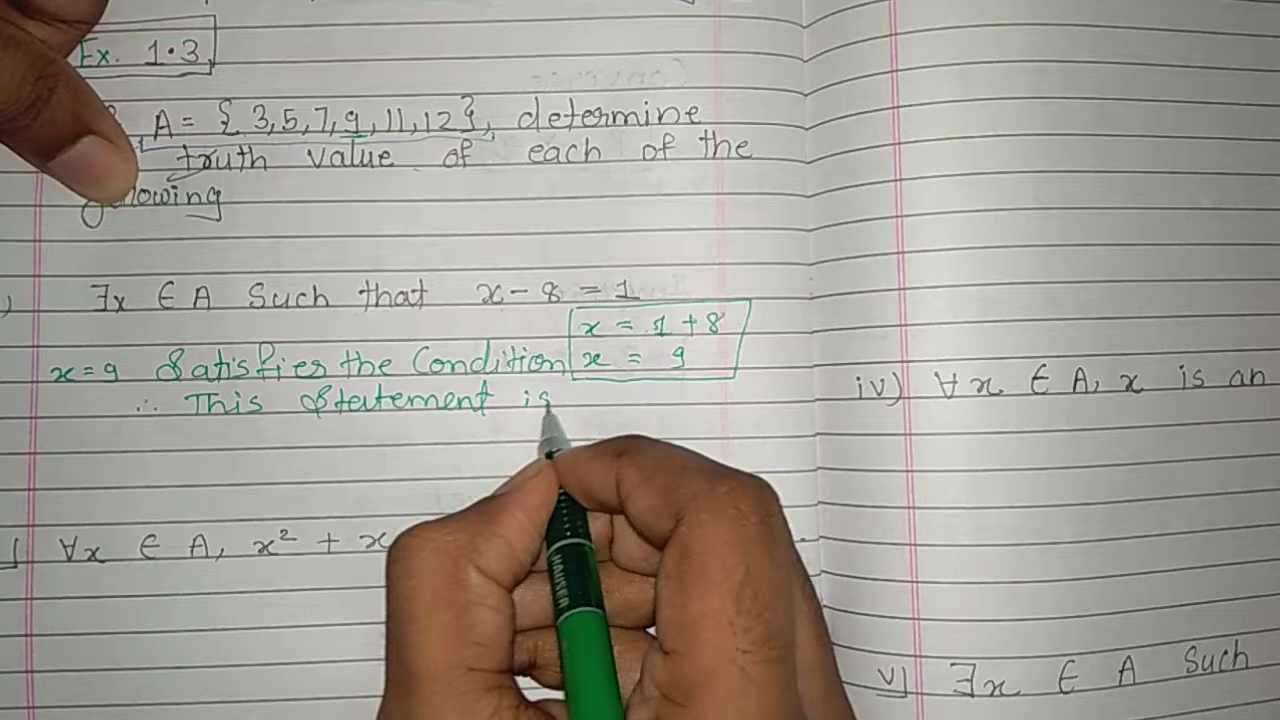 Ex. 1.3
A = {3,5,7,9,11,12}, determine
truth value of each of the
∃x ∈ A Such that x - 8 = 1
x = 1 + 8
x = 9
x=9 Satisfies the Condition
∴ This Statement is
∀x ∈ A, x² + x
iv) ∀x ∈ A, x is an
v) ∃x ∈ A Such
HAUSER